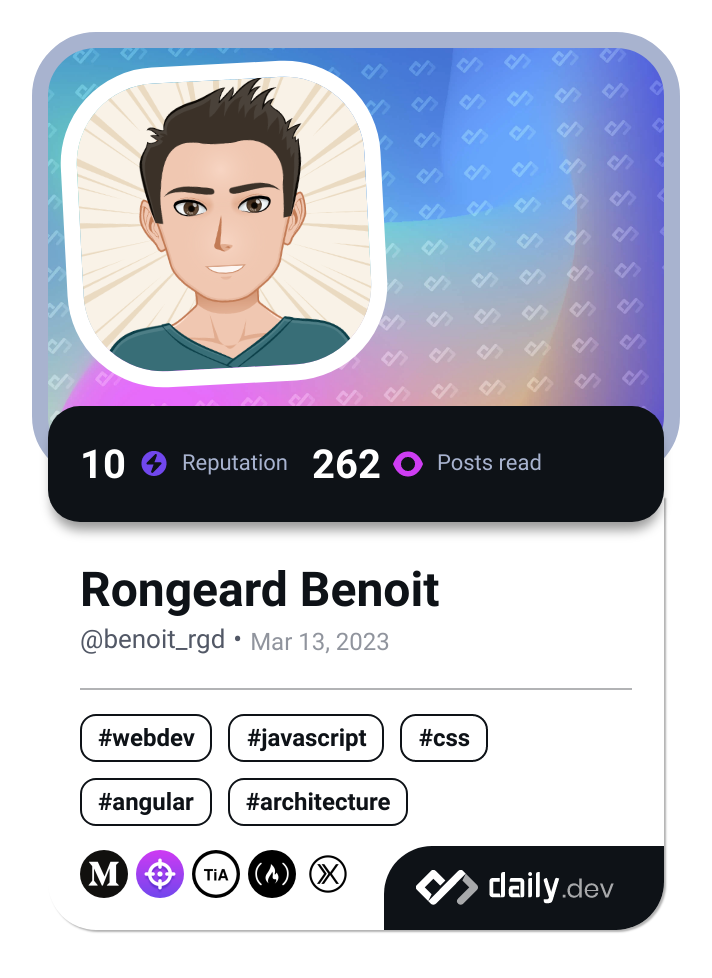 10 Reputation 262 Posts read
Rongeard Benoit
@benoit_rgd • Mar 13, 2023
#webdev #javascript #css
#angular #architecture
M TiA daily.dev